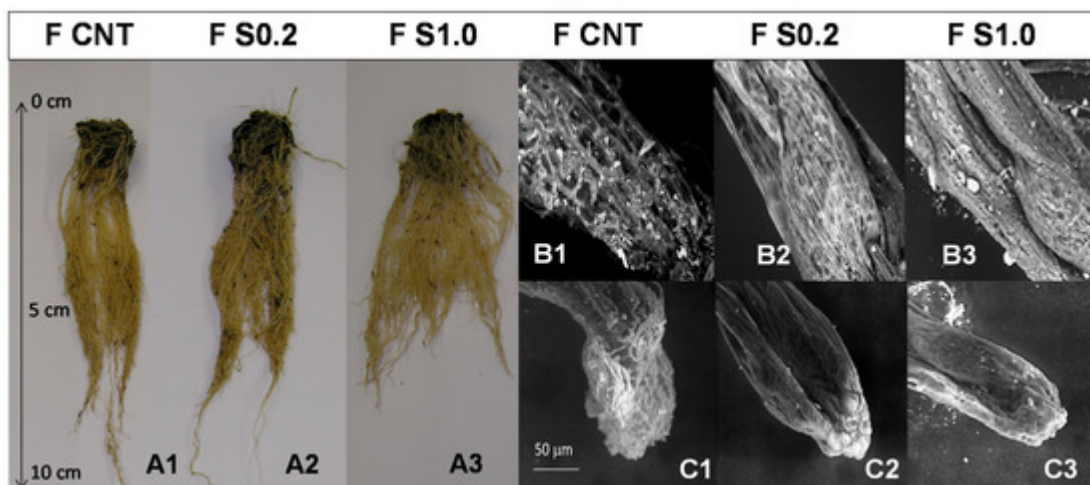 F CNT F S0.2 F S1.0 F CNT F S0.2 F S1.0
0 cm
5 cm
10 cm
A1 A2 A3
B1 B2 B3
50 µm
C1 C2 C3